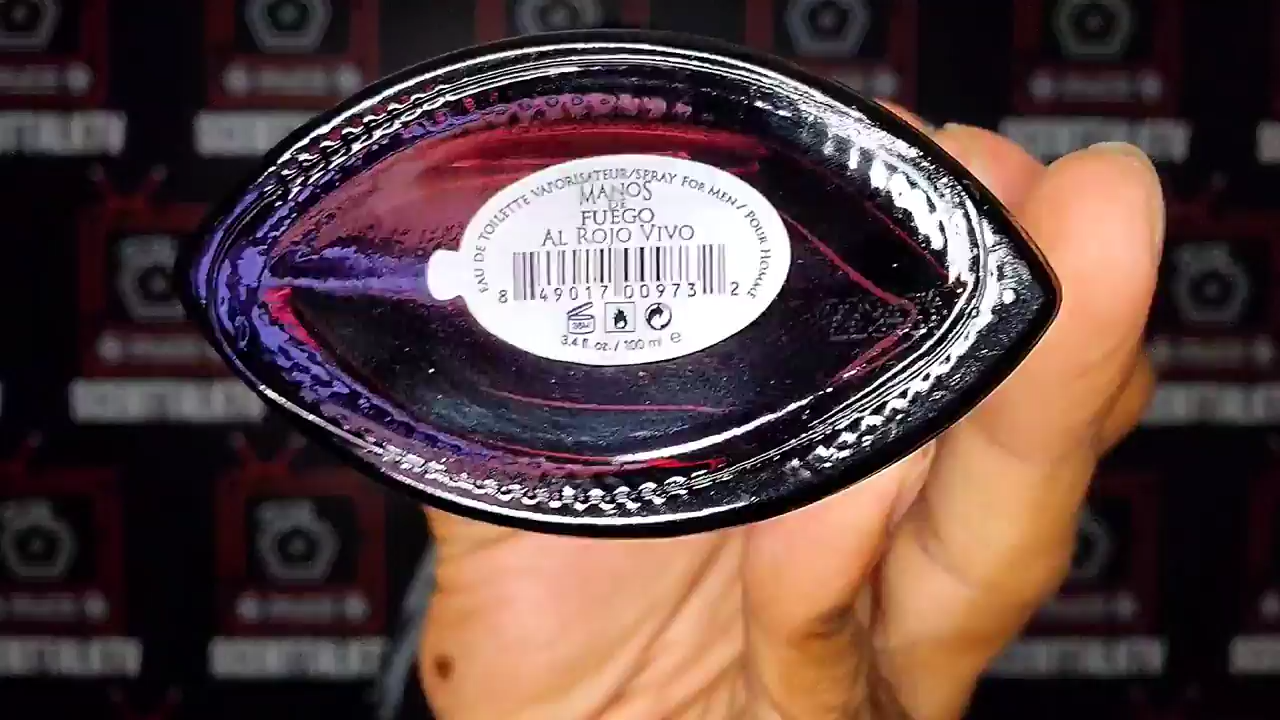 EAU DE TOILETTE VAPORISATEUR/SPRAY FOR MEN / POUR HOMME
MANOS
DE
FUEGO
AL ROJO VIVO
8 49017 00973 2
36M
3.4 fl. oz. / 100 ml e